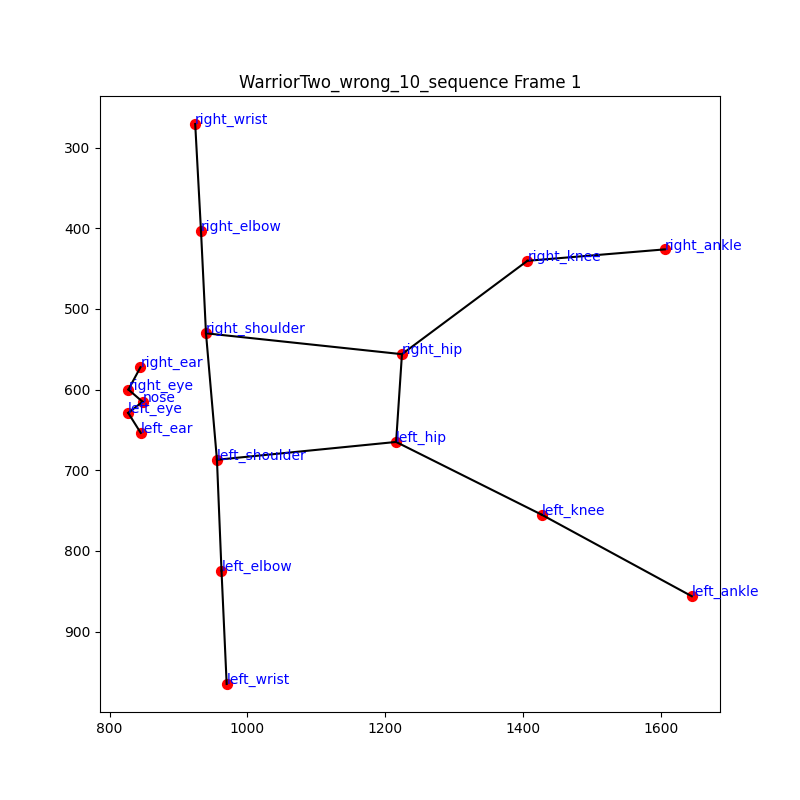 WarriorTwo_wrong_10_sequence Frame 1
right_wrist
right_elbow
right_ankle
right_knee
right_shoulder
right_hip
right_ear
right_eye
nose
left_eye
left_ear
left_hip
left_shoulder
left_knee
left_elbow
left_ankle
left_wrist
300
400
500
600
700
800
900
800 1000 1200 1400 1600